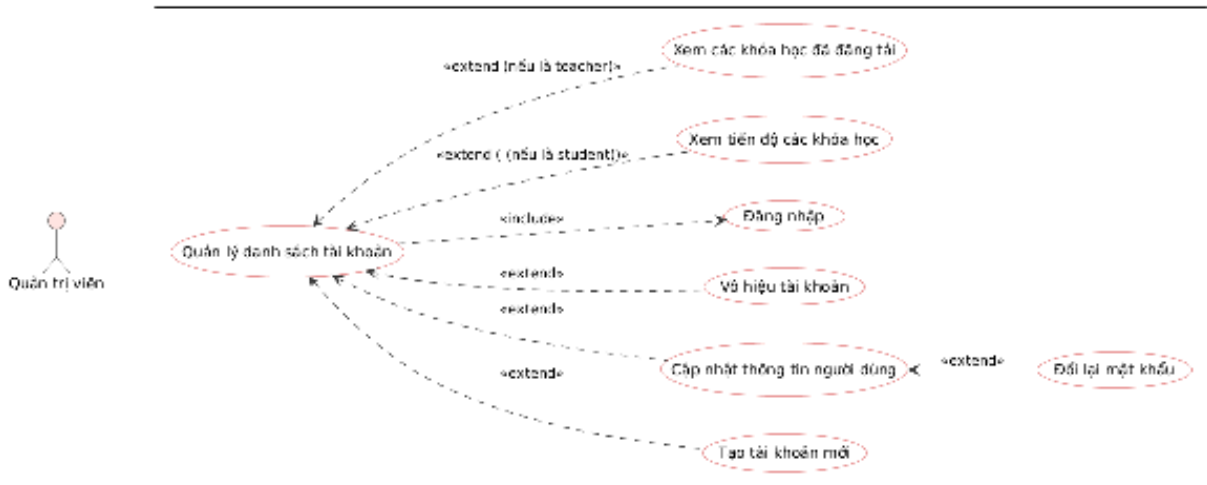 Xem các khóa học đã đăng tải
«extend (nếu là teacher)»
Xem tiến độ các khóa học
«extend ( (nếu là student))»
Đăng nhập
«include»
Quản lý danh sách tài khoản
Quản trị viên
«extend»
Vô hiệu tài khoản
«extend»
Cập nhật thông tin người dùng
«extend»
Đổi lại mật khẩu
«extend»
Tạo tài khoản mới